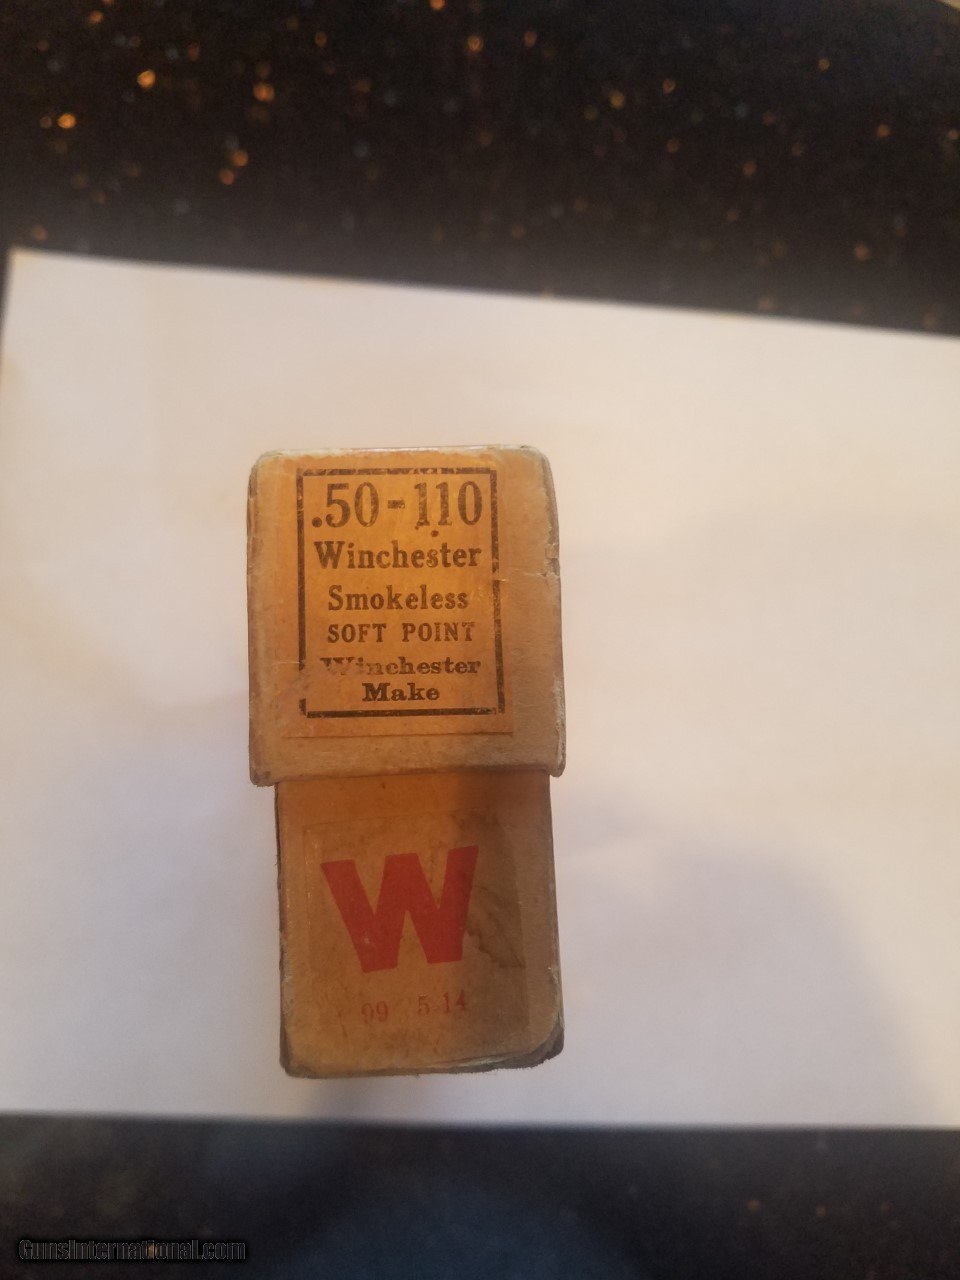 .50-110
Winchester
Smokeless
SOFT POINT
Winchester
Make
W
99 5 14
GunsInternational.com